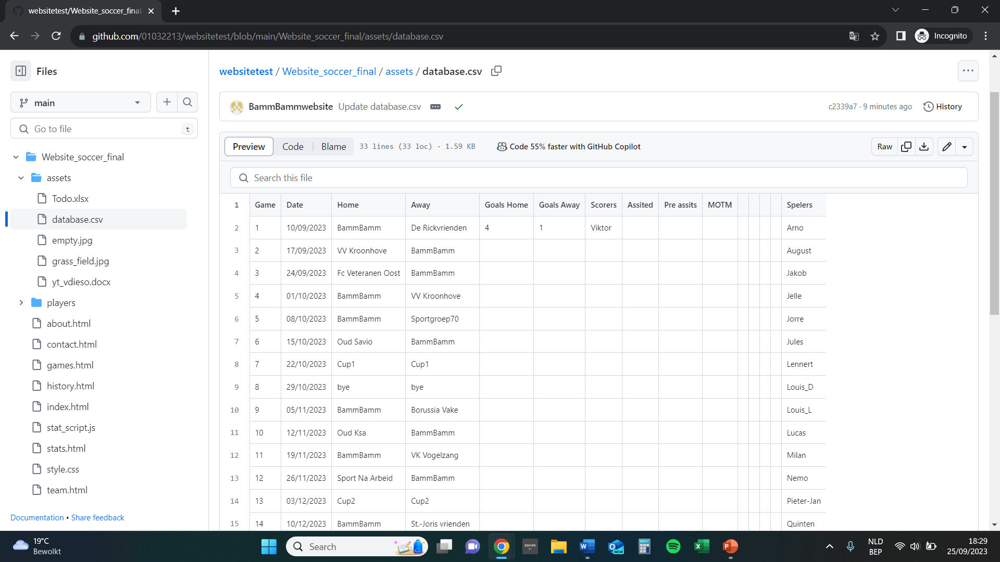 websitetest/Website_soccer_final
github.com/01032213/websitetest/blob/main/Website_soccer_final/assets/database.csv
Incognito
Files
websitetest / Website_soccer_final / assets / database.csv
main
BammBammwebsite Update database.csv
c2339a7 · 9 minutes ago
History
Go to file
t
Preview Code Blame 33 lines (33 loc) · 1.59 KB
Code 55% faster with GitHub Copilot
Raw
Website_soccer_final
assets
Todo.xlsx
database.csv
empty.jpg
grass_field.jpg
yt_vdieso.docx
players
about.html
contact.html
games.html
history.html
index.html
stat_script.js
stats.html
style.css
team.html
Documentation • Share feedback
Search this file
1 Game Date Home Away Goals Home Goals Away Scorers Assited Pre assits MOTM Spelers
2 1 10/09/2023 BammBamm De Rickvrienden 4 1 Viktor Arno
3 2 17/09/2023 VV Kroonhove BammBamm August
4 3 24/09/2023 Fc Veteranen Oost BammBamm Jakob
5 4 01/10/2023 BammBamm VV Kroonhove Jelle
6 5 08/10/2023 BammBamm Sportgroep70 Jorre
7 6 15/10/2023 Oud Savio BammBamm Jules
8 7 22/10/2023 Cup1 Cup1 Lennert
9 8 29/10/2023 bye bye Louis_D
10 9 05/11/2023 BammBamm Borussia Vake Louis_L
11 10 12/11/2023 Oud Ksa BammBamm Lucas
12 11 19/11/2023 BammBamm VK Vogelzang Milan
13 12 26/11/2023 Sport Na Arbeid BammBamm Nemo
14 13 03/12/2023 Cup2 Cup2 Pieter-Jan
15 14 10/12/2023 BammBamm St.-Joris vrienden Quinten
19°C
Bewolkt
Search
SONOS
W
NEW
X
P
NLD
BEP
18:29
25/09/2023